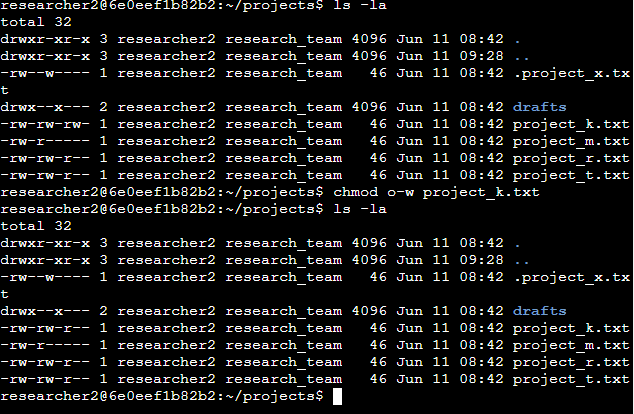 researcher2@6e0eef1b82b2:~/projects$ ls -la
total 32
drwxr-xr-x 3 researcher2 research_team 4096 Jun 11 08:42 .
drwxr-xr-x 3 researcher2 research_team 4096 Jun 11 09:28 ..
-rw--w---- 1 researcher2 research_team   46 Jun 11 08:42 .project_x.tx
t
drwx--x--- 2 researcher2 research_team 4096 Jun 11 08:42 drafts
-rw-rw-rw- 1 researcher2 research_team   46 Jun 11 08:42 project_k.txt
-rw-r----- 1 researcher2 research_team   46 Jun 11 08:42 project_m.txt
-rw-rw-r-- 1 researcher2 research_team   46 Jun 11 08:42 project_r.txt
-rw-rw-r-- 1 researcher2 research_team   46 Jun 11 08:42 project_t.txt
researcher2@6e0eef1b82b2:~/projects$ chmod o-w project_k.txt
researcher2@6e0eef1b82b2:~/projects$ ls -la
total 32
drwxr-xr-x 3 researcher2 research_team 4096 Jun 11 08:42 .
drwxr-xr-x 3 researcher2 research_team 4096 Jun 11 09:28 ..
-rw--w---- 1 researcher2 research_team   46 Jun 11 08:42 .project_x.tx
t
drwx--x--- 2 researcher2 research_team 4096 Jun 11 08:42 drafts
-rw-rw-r-- 1 researcher2 research_team   46 Jun 11 08:42 project_k.txt
-rw-r----- 1 researcher2 research_team   46 Jun 11 08:42 project_m.txt
-rw-rw-r-- 1 researcher2 research_team   46 Jun 11 08:42 project_r.txt
-rw-rw-r-- 1 researcher2 research_team   46 Jun 11 08:42 project_t.txt
researcher2@6e0eef1b82b2:~/projects$